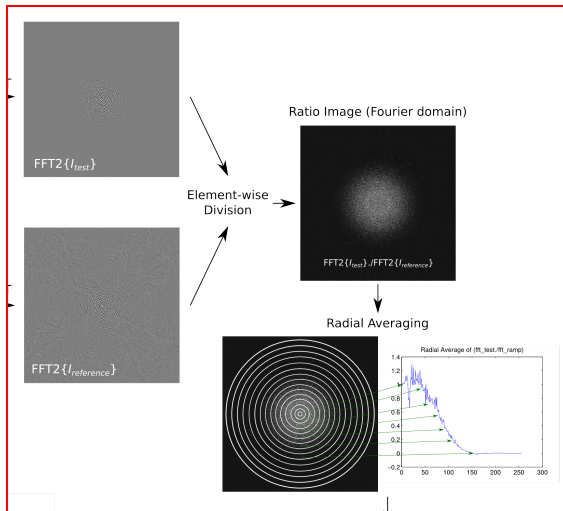 FFT2{I_test}
Ratio Image (Fourier domain)
Element-wise
Division
FFT2{I_test}./FFT2{I_reference}
FFT2{I_reference}
Radial Averaging
Radial Average of (fft_test./fft_ramp)
1.4
1.2
1
0.8
0.6
0.4
0.2
0
-0.2
0 50 100 150 200 250 300